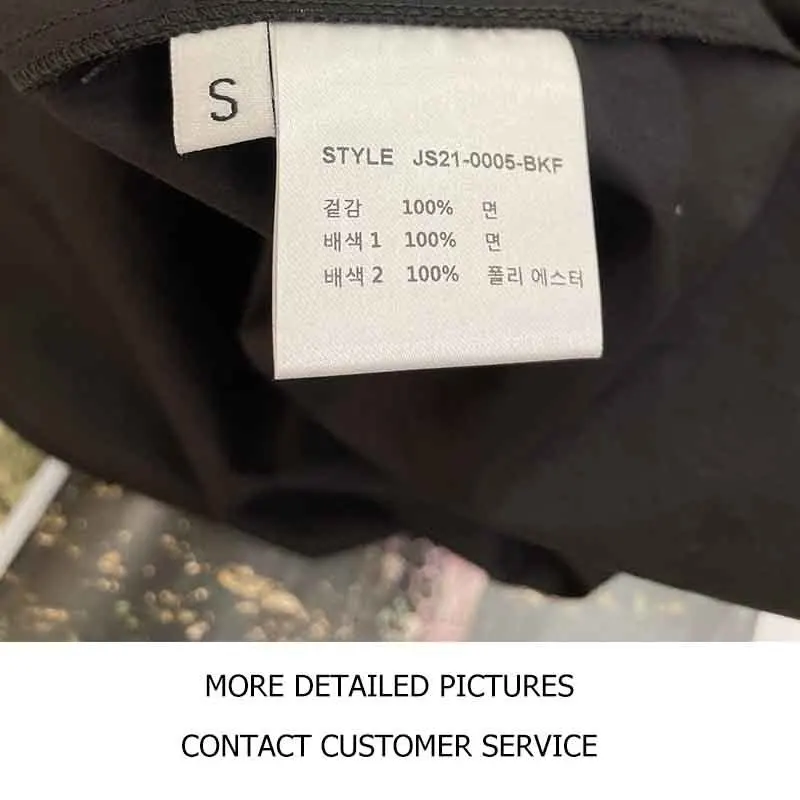 S
STYLE JS21-0005-BKF
겉감 100% 면
배색 1 100% 면
배색 2 100% 폴리 에스터
MORE DETAILED PICTURES
CONTACT CUSTOMER SERVICE